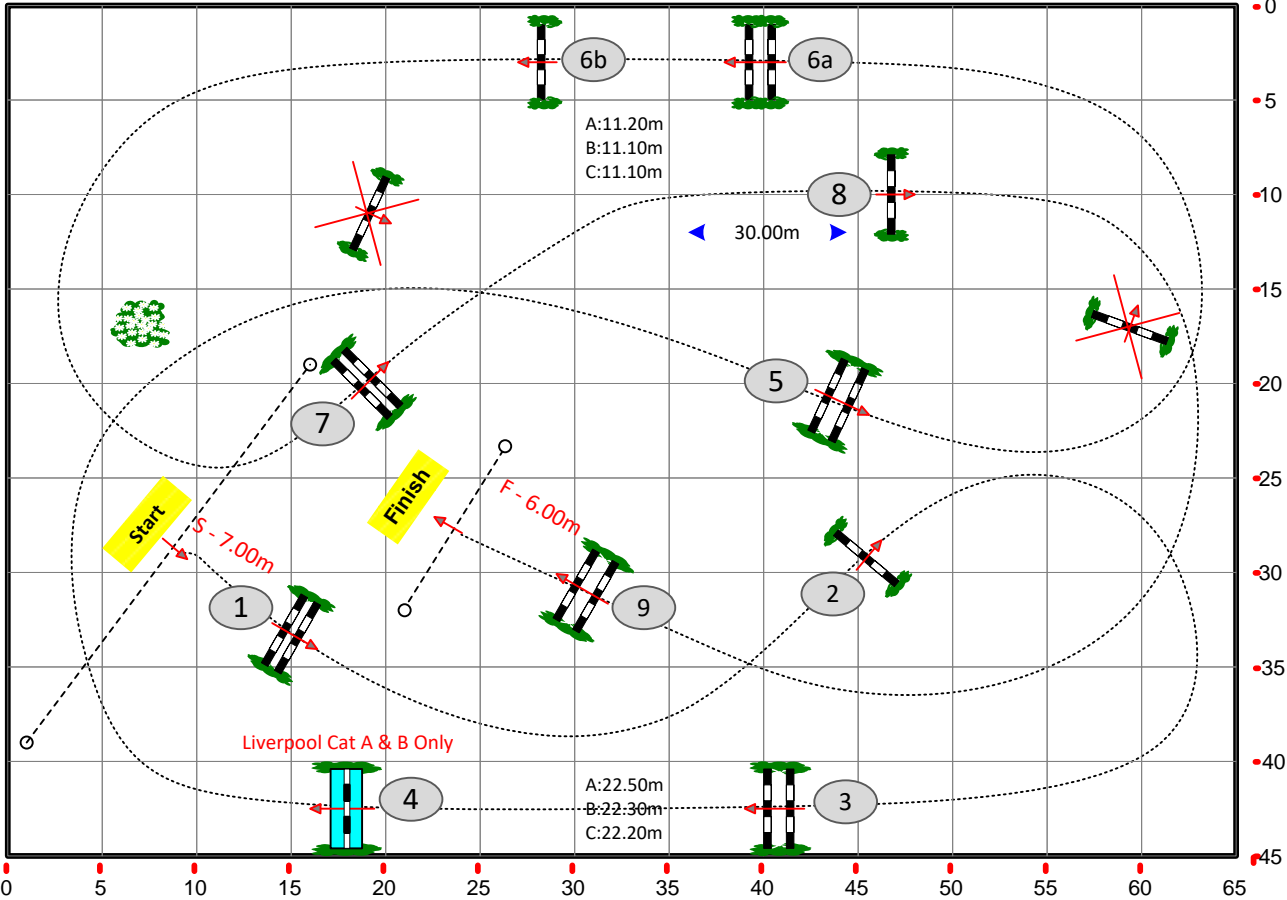 0
6b
6a
5
A:11.20m
B:11.10m
C:11.10m
8
10
30.00m
15
5
20
7
25
Start
Finish
S - 7.00m
F - 6.00m
30
2
1
9
35
Liverpool Cat A & B Only
40
4
A:22.50m
B:22.30m
C:22.20m
3
45
0 5 10 15 20 25 30 35 40 45 50 55 60 65